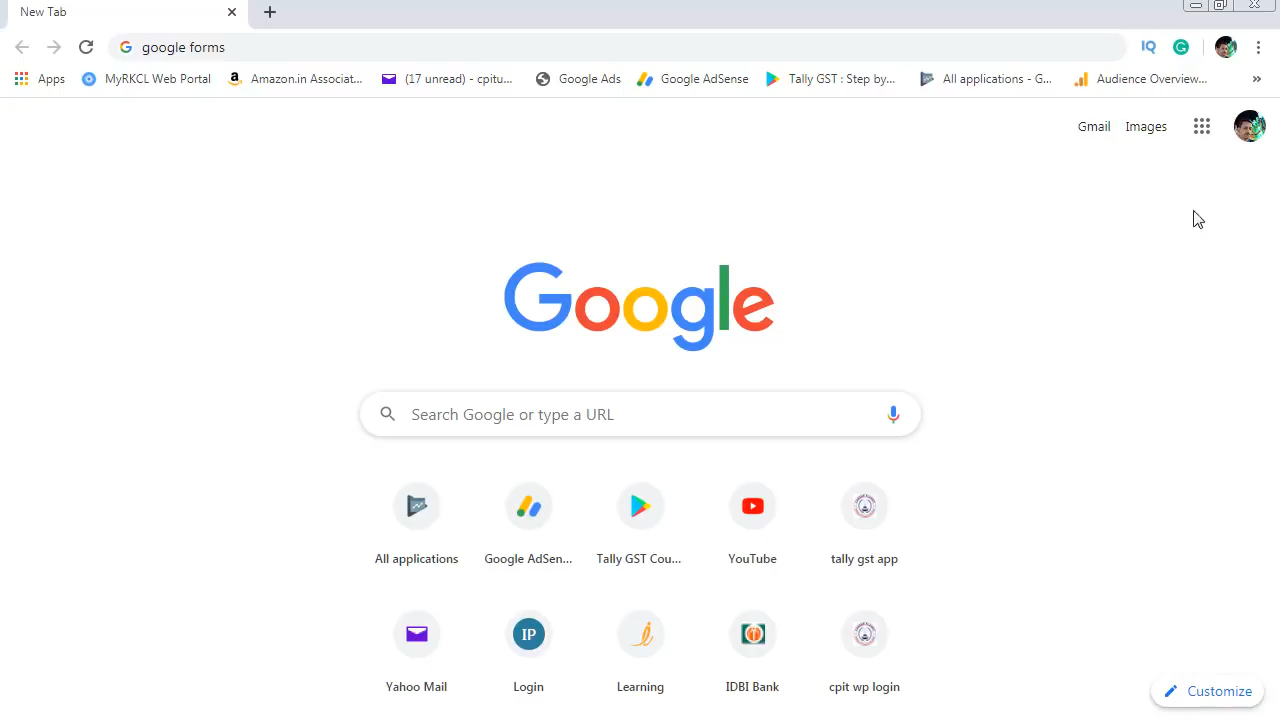 New Tab
google forms
Apps MyRKCL Web Portal Amazon.in Associat... (17 unread) - cpitu... Google Ads Google AdSense Tally GST : Step by... All applications - G... Audience Overview... »
Gmail Images
Google
Search Google or type a URL
All applications Google AdSen... Tally GST Cou... YouTube tally gst app
IP
Yahoo Mail Login Learning IDBI Bank cpit wp login
Customize